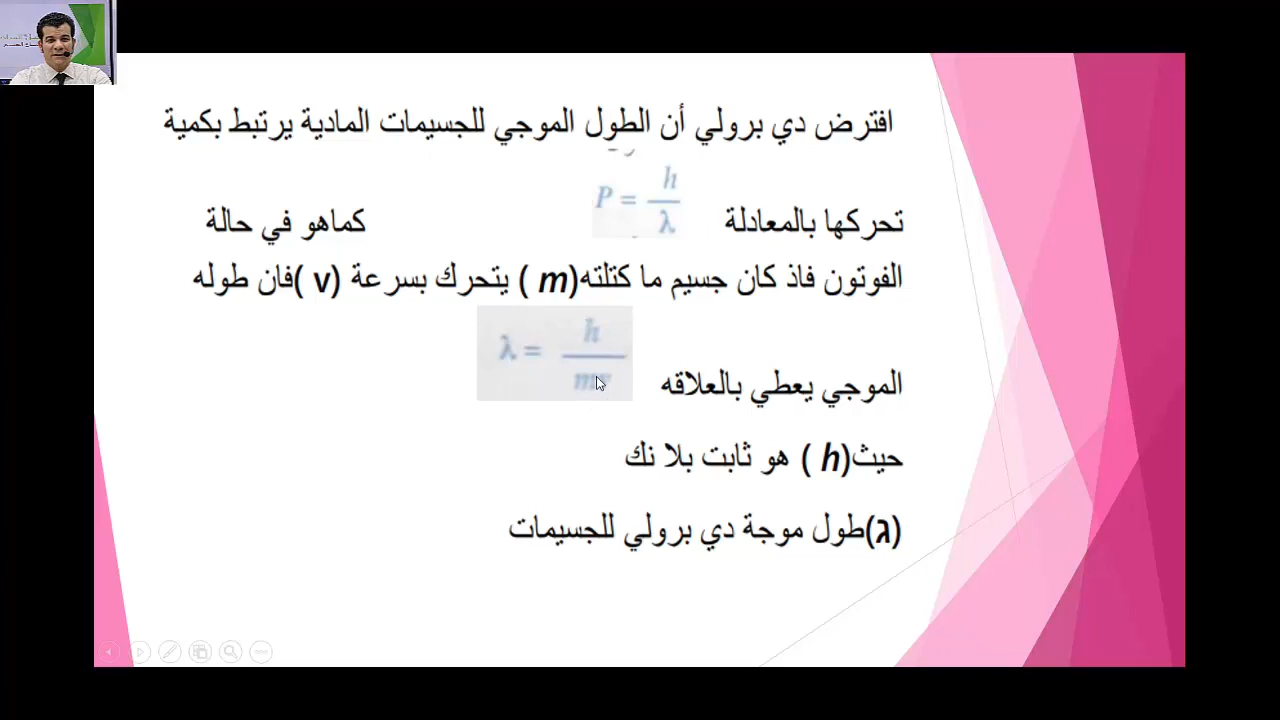 افترض دي برولي أن الطول الموجي للجسيمات المادية يرتبط بكمية
تحركها بالمعادلة P = h/λ كماهو في حالة
الفوتون فاذ كان جسيم ما كتلته(m ) يتحرك بسرعة (v )فان طوله
الموجي يعطي بالعلاقه λ = h/mv
حيث(h ) هو ثابت بلا نك
(λ)طول موجة دي برولي للجسيمات